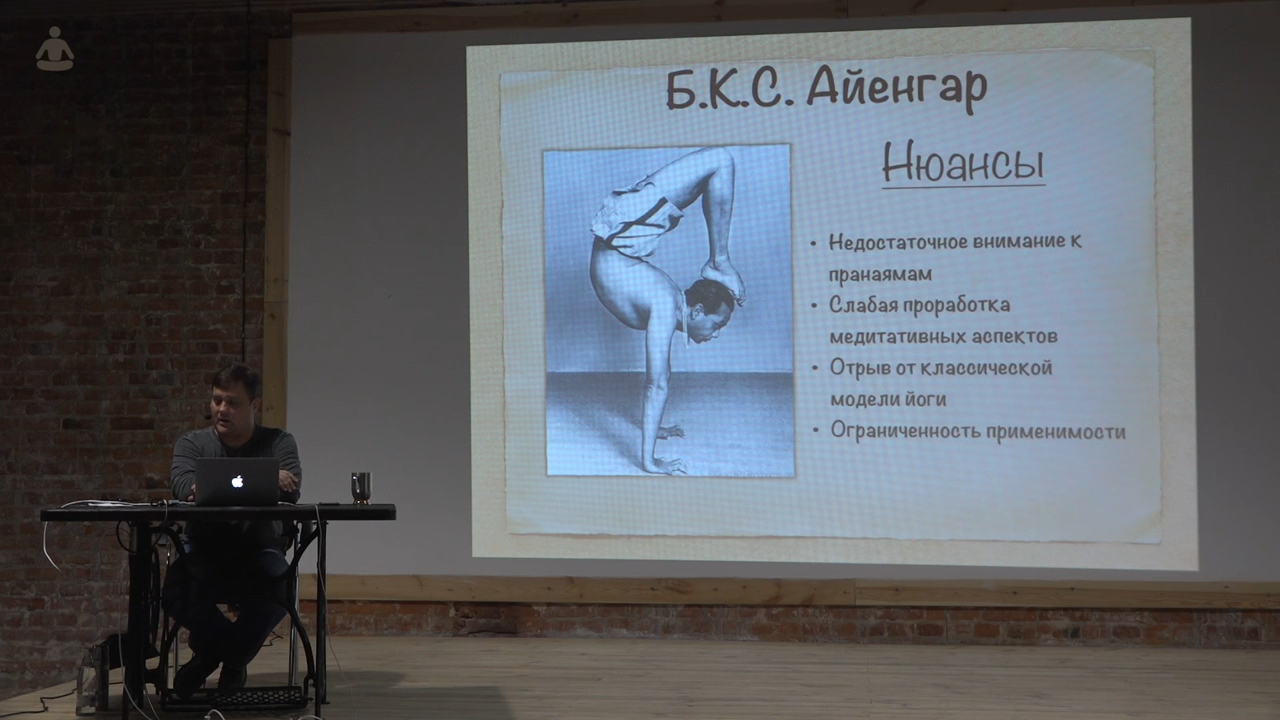 Б.К.С. Айенгар
Нюансы
• Недостаточное внимание к
пранаямам
• Слабая проработка
медитативных аспектов
• Отрыв от классической
модели йоги
• Ограниченность применимости